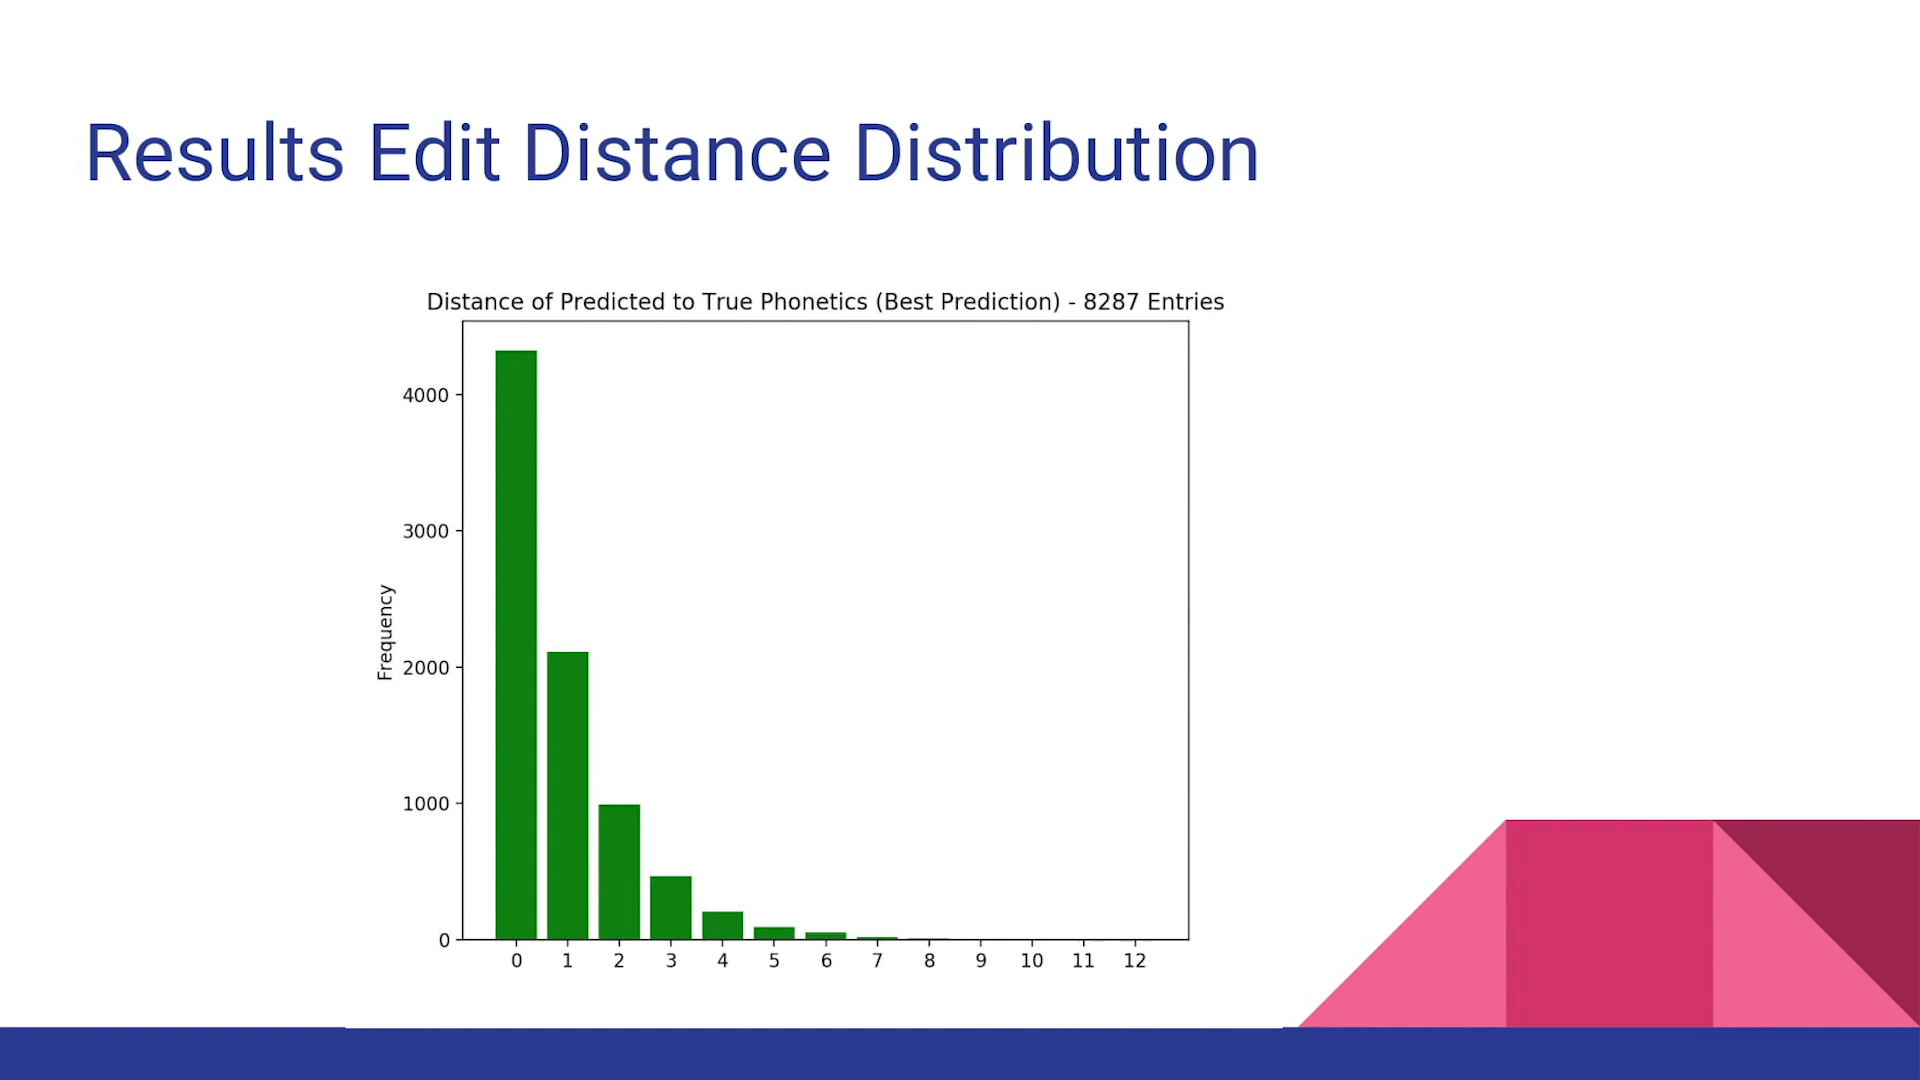 Results Edit Distance Distribution
Distance of Predicted to True Phonetics (Best Prediction) - 8287 Entries
4000
3000
2000
1000
0
Frequency
0 1 2 3 4 5 6 7 8 9 10 11 12